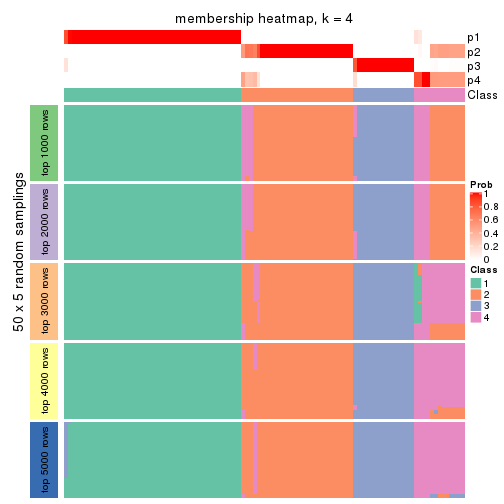 membership heatmap, k = 4
p1
p2
p3
p4
Class
50 x 5 random samplings
top 1000 rows
top 2000 rows
top 3000 rows
top 4000 rows
top 5000 rows
Prob
1
0.8
0.6
0.4
0.2
0
Class
1
2
3
4